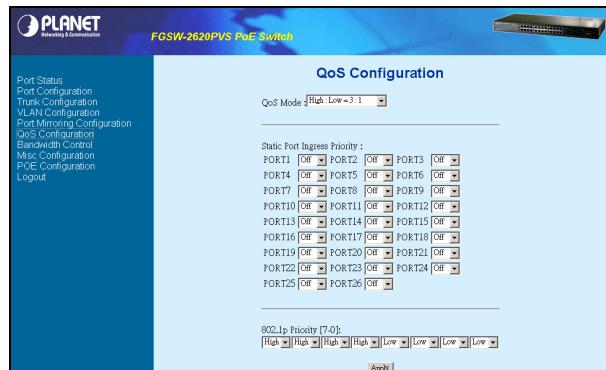 PLANET
Networking & Communication
FGSW-2620PVS PoE Switch
Port Status
Port Configuration
Trunk Configuration
VLAN Configuration
Port Mirroring Configuration
QoS Configuration
Bandwidth Control
Misc Configuration
POE Configuration
Logout
QoS Configuration
QoS Mode : High : Low = 3 : 1
Static Port Ingress Priority :
PORT1 Off PORT2 Off PORT3 Off
PORT4 Off PORT5 Off PORT6 Off
PORT7 Off PORT8 Off PORT9 Off
PORT10 Off PORT11 Off PORT12 Off
PORT13 Off PORT14 Off PORT15 Off
PORT16 Off PORT17 Off PORT18 Off
PORT19 Off PORT20 Off PORT21 Off
PORT22 Off PORT23 Off PORT24 Off
PORT25 Off PORT26 Off
802.1p Priority [7-0]:
High High High High Low Low Low Low
Apply